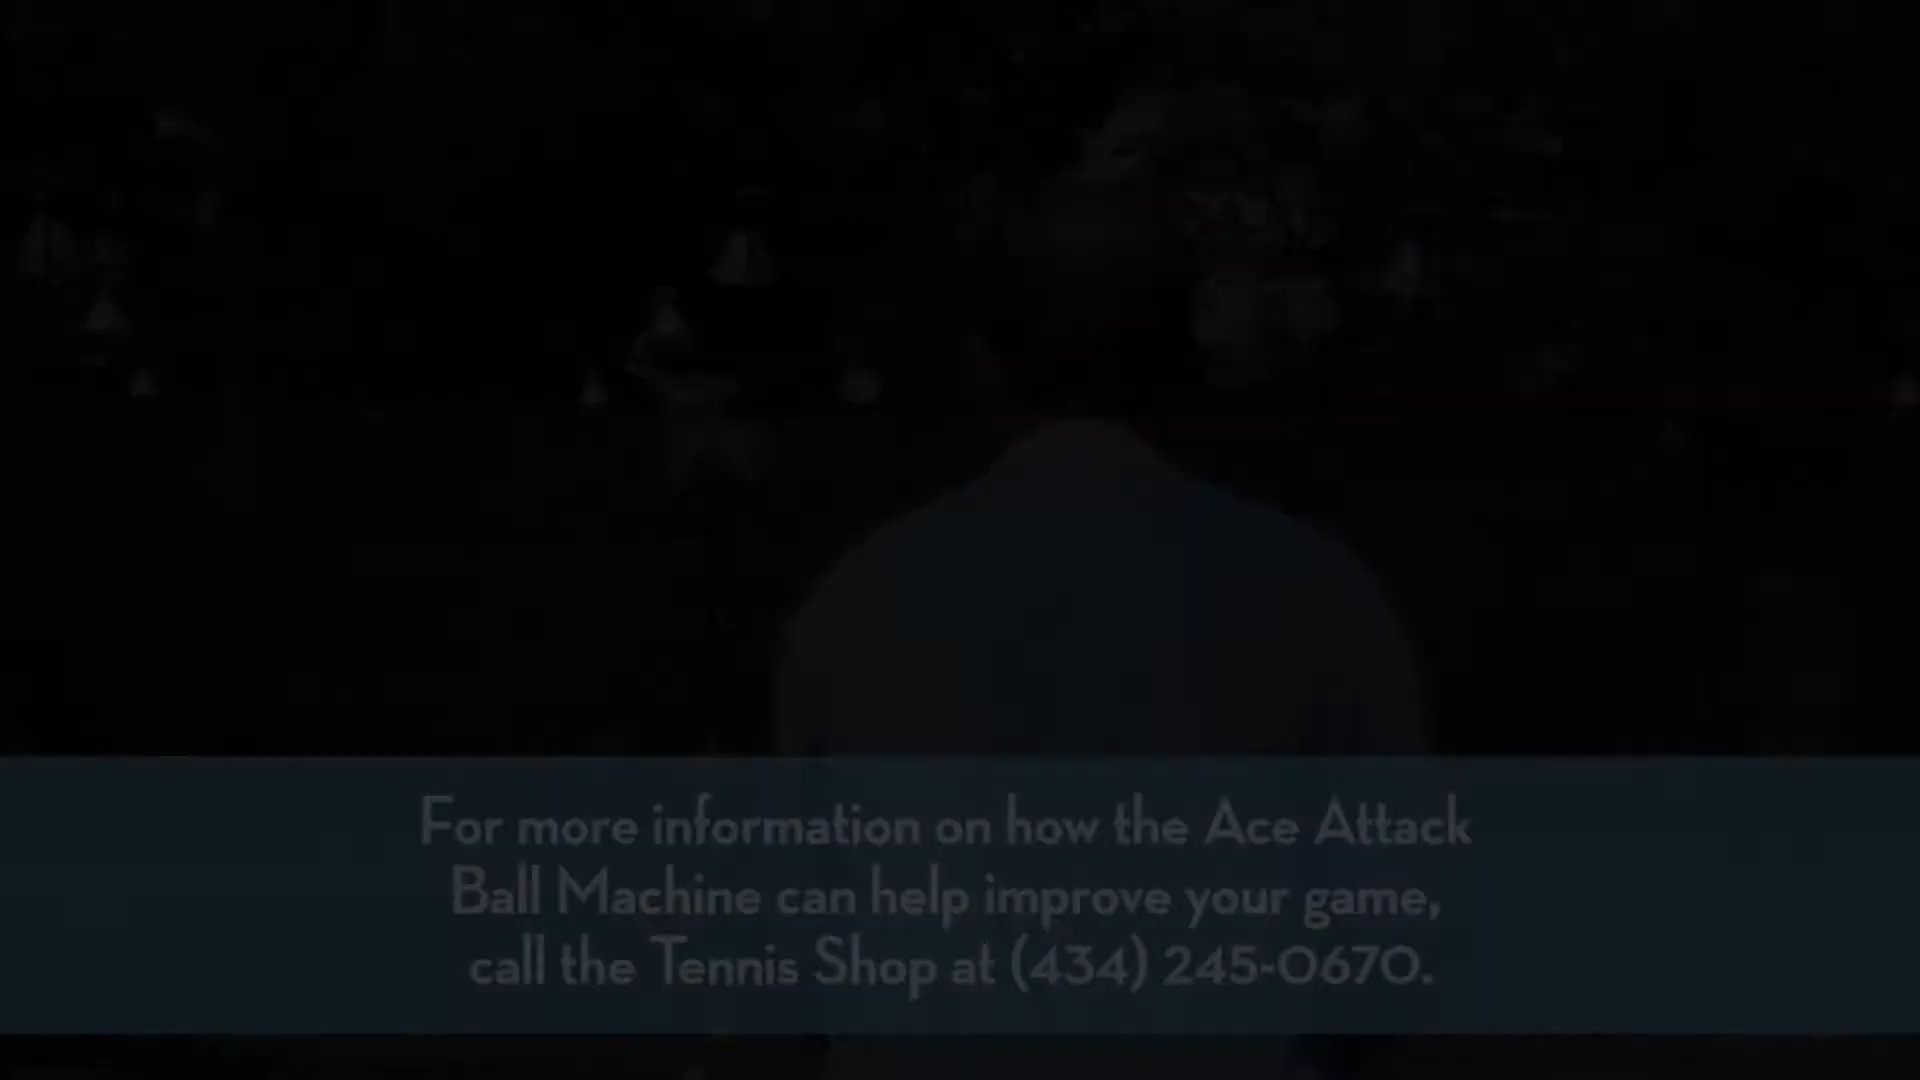 For more information on how the Ace Attack
Ball Machine can help improve your game,
call the Tennis Shop at (434) 245-0670.